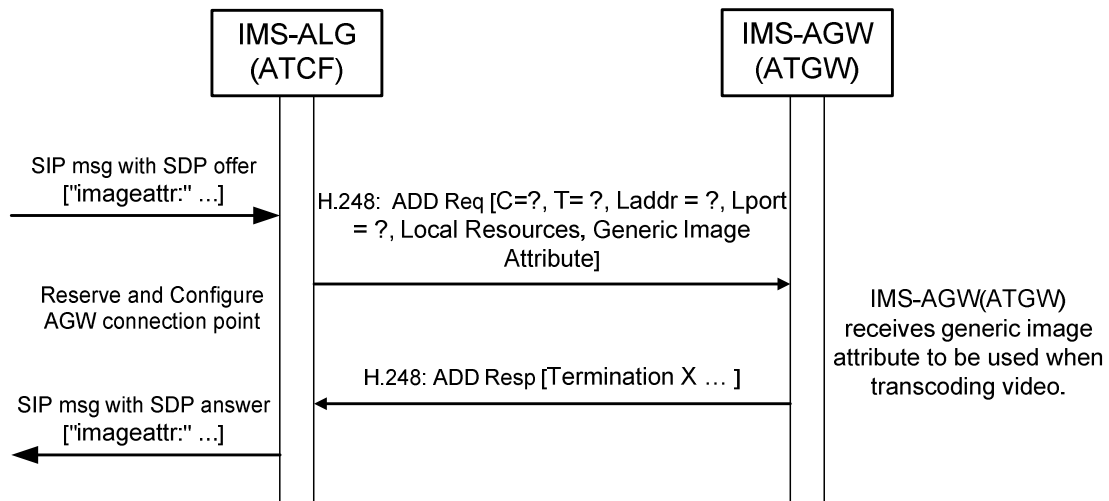 IMS-ALG
(ATCF)
IMS-AGW
(ATGW)
SIP msg with SDP offer
["imageattr:" ...]
H.248: ADD Req [C=?, T= ?, Laddr = ?, Lport
= ?, Local Resources, Generic Image
Attribute]
Reserve and Configure
AGW connection point
IMS-AGW(ATGW)
receives generic image
attribute to be used when
transcoding video.
H.248: ADD Resp [Termination X ... ]
SIP msg with SDP answer
["imageattr:" ...]